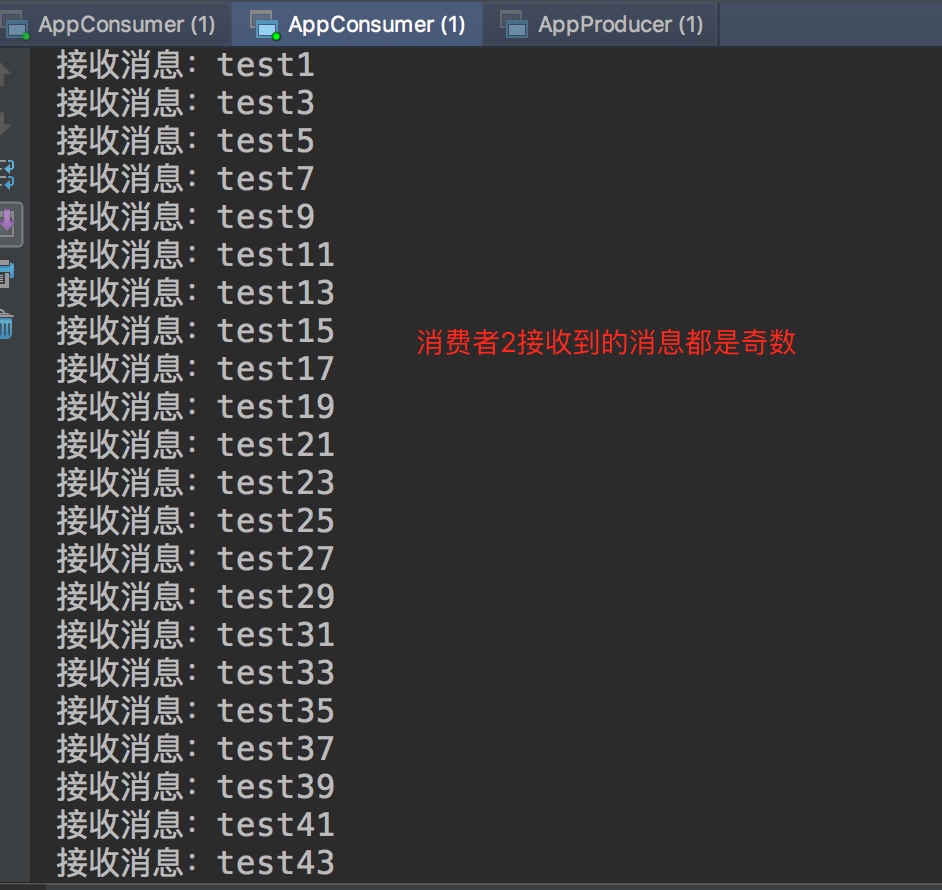 AppConsumer (1) AppConsumer (1) AppProducer (1)
接收消息：test1
接收消息：test3
接收消息：test5
接收消息：test7
接收消息：test9
接收消息：test11
接收消息：test13
接收消息：test15
消费者2接收到的消息都是奇数
接收消息：test17
接收消息：test19
接收消息：test21
接收消息：test23
接收消息：test25
接收消息：test27
接收消息：test29
接收消息：test31
接收消息：test33
接收消息：test35
接收消息：test37
接收消息：test39
接收消息：test41
接收消息：test43